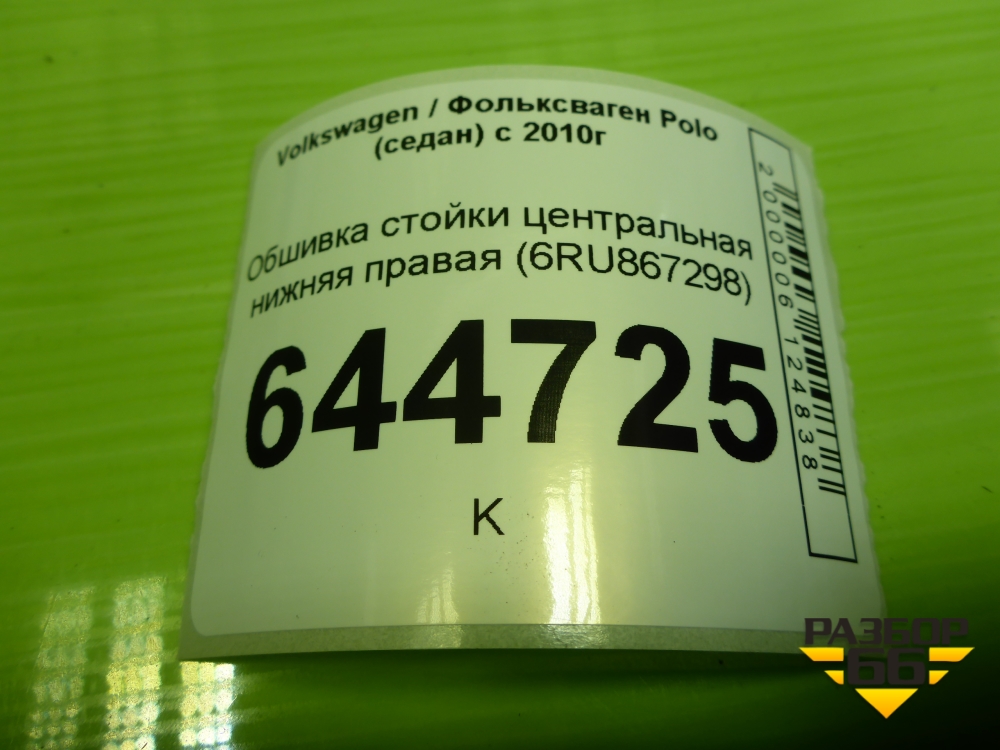 Volkswagen / Фольксваген Polo
(седан) с 2010г
Обшивка стойки центральная
нижняя правая (6RU867298)
644725
К
2000006124838
РАЗБОР
66